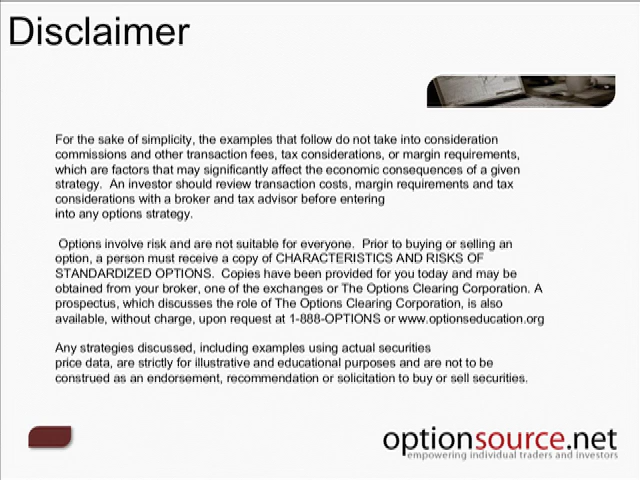 Disclaimer
For the sake of simplicity, the examples that follow do not take into consideration
commissions and other transaction fees, tax considerations, or margin requirements,
which are factors that may significantly affect the economic consequences of a given
strategy.  An investor should review transaction costs, margin requirements and tax
considerations with a broker and tax advisor before entering
into any options strategy.
Options involve risk and are not suitable for everyone.  Prior to buying or selling an
option, a person must receive a copy of CHARACTERISTICS AND RISKS OF
STANDARDIZED OPTIONS.  Copies have been provided for you today and may be
obtained from your broker, one of the exchanges or The Options Clearing Corporation. A
prospectus, which discusses the role of The Options Clearing Corporation, is also
available, without charge, upon request at 1-888-OPTIONS or www.optionseducation.org
Any strategies discussed, including examples using actual securities
price data, are strictly for illustrative and educational purposes and are not to be
construed as an endorsement, recommendation or solicitation to buy or sell securities.
optionsource.net
empowering individual traders and investors